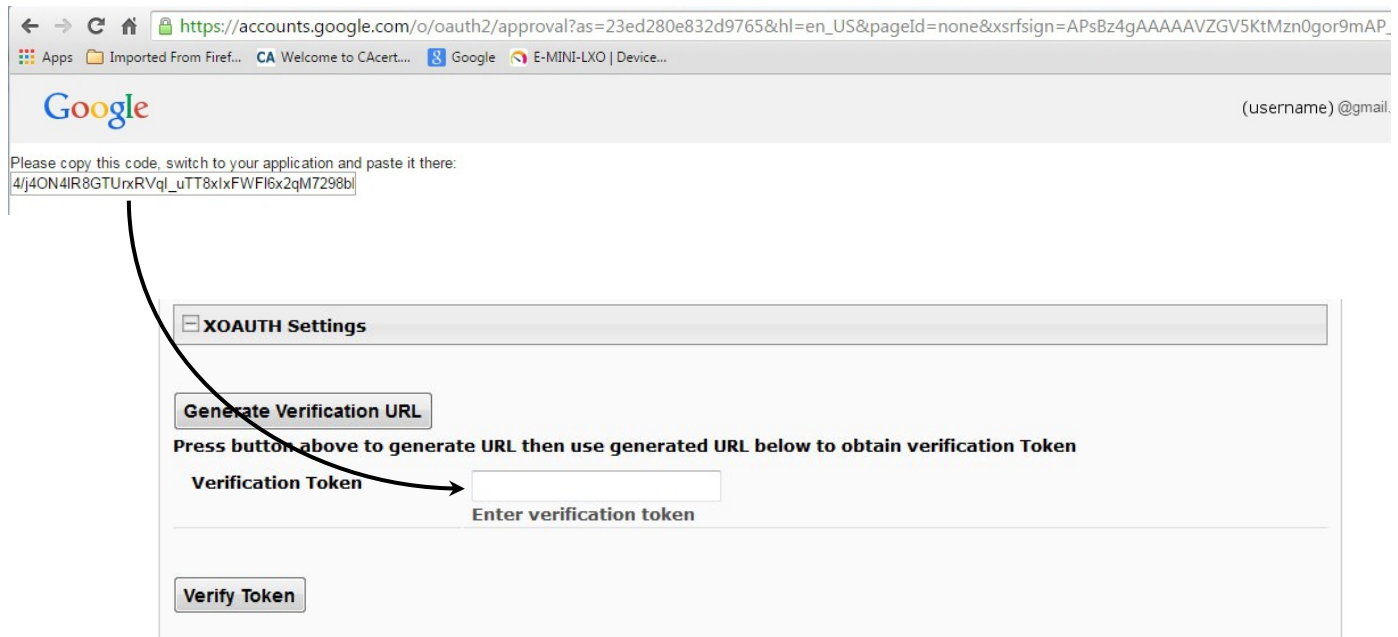 https://accounts.google.com/o/oauth2/approval?as=23ed280e832d9765&hl=en_US&pageId=none&xsrfsign=APsBz4gAAAAAVZGV5KtMzn0gor9mAP_
Apps Imported From Firef... CA Welcome to CAcert.... 8 Google E-MINI-LXO | Device...
Google (username) @gmail.
Please copy this code, switch to your application and paste it there:
4/j4ON4lR8GTUrxRVql_uTT8xIxFWFl6x2qM7298bl
XOAUTH Settings
Generate Verification URL
Press button above to generate URL then use generated URL below to obtain verification Token
Verification Token
Enter verification token
Verify Token